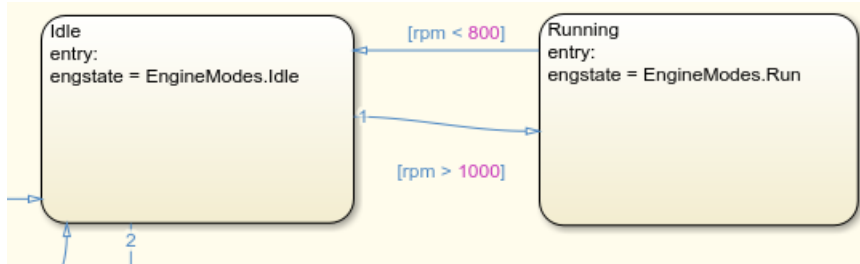 Idle
entry:
engstate = EngineModes.Idle
[rpm < 800]
Running
entry:
engstate = EngineModes.Run
1
[rpm > 1000]
2